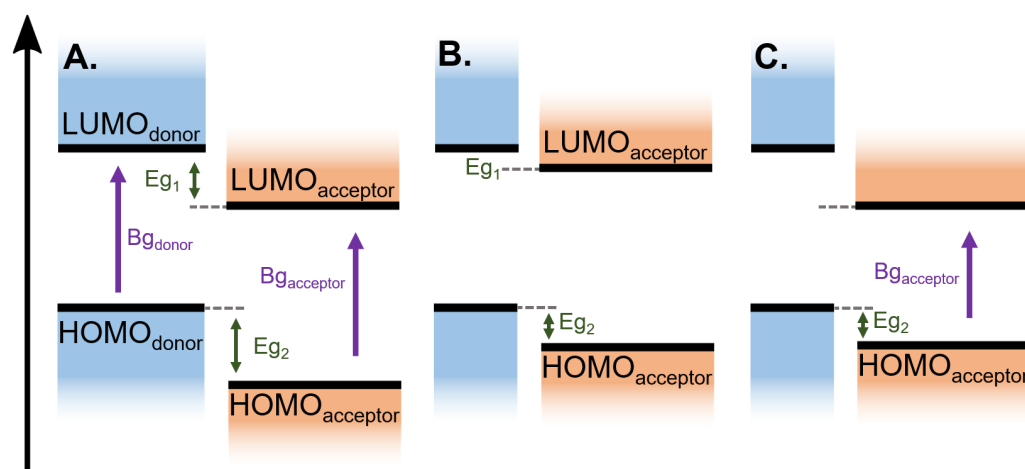 A.
LUMOdonor
Eg1
LUMOacceptor
Bgdonor
Bgacceptor
HOMOdonor
Eg2
HOMOacceptor
B.
LUMOacceptor
Eg1
Eg2
HOMOacceptor
C.
Bgacceptor
Eg2
HOMOacceptor